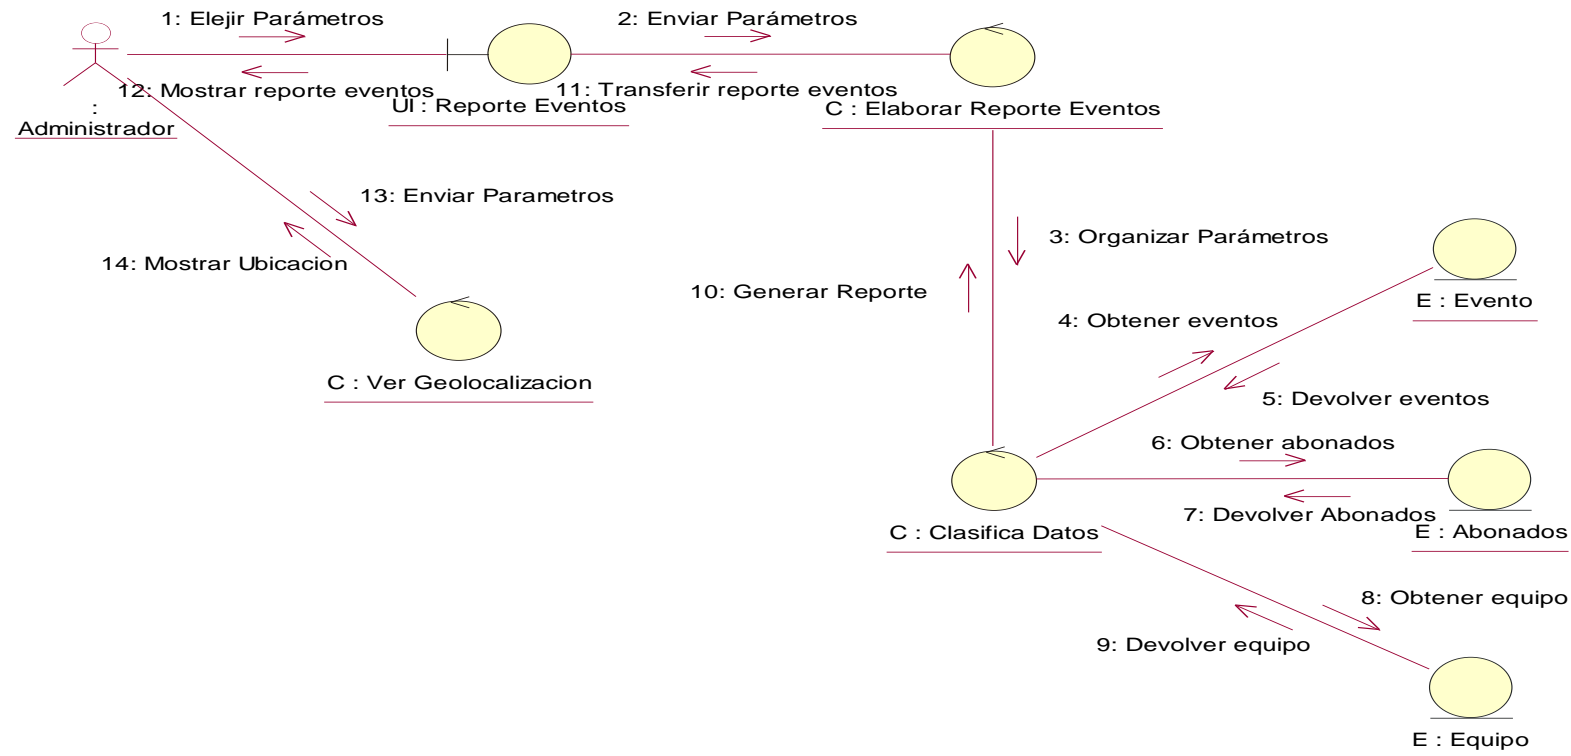 1: Elejir Parámetros
2: Enviar Parámetros
12: Mostrar reporte eventos
11: Transferir reporte eventos
:
Administrador
UI : Reporte Eventos
C : Elaborar Reporte Eventos
13: Enviar Parametros
14: Mostrar Ubicacion
3: Organizar Parámetros
10: Generar Reporte
E : Evento
4: Obtener eventos
C : Ver Geolocalizacion
5: Devolver eventos
6: Obtener abonados
7: Devolver Abonados
C : Clasifica Datos
E : Abonados
8: Obtener equipo
9: Devolver equipo
E : Equipo